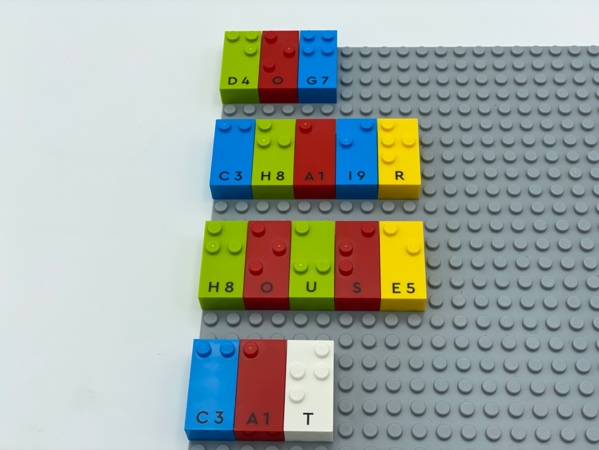 D4 O G7
C3 H8 A1 I9 R
H8 O U S E5
C3 A1 T